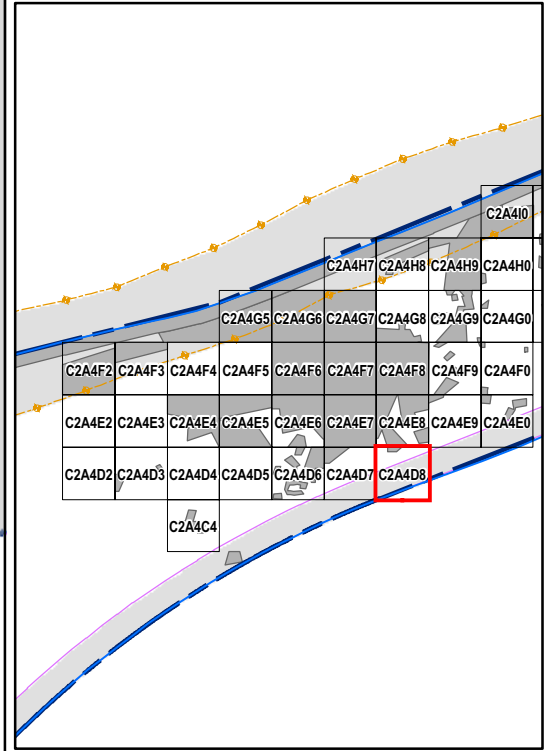 C2A4I0
C2A4H7 C2A4H8 C2A4H9 C2A4H0
C2A4G5 C2A4G6 C2A4G7 C2A4G8 C2A4G9 C2A4G0
C2A4F2 C2A4F3 C2A4F4 C2A4F5 C2A4F6 C2A4F7 C2A4F8 C2A4F9 C2A4F0
C2A4E2 C2A4E3 C2A4E4 C2A4E5 C2A4E6 C2A4E7 C2A4E8 C2A4E9 C2A4E0
C2A4D2 C2A4D3 C2A4D4 C2A4D5 C2A4D6 C2A4D7 C2A4D8
C2A4C4